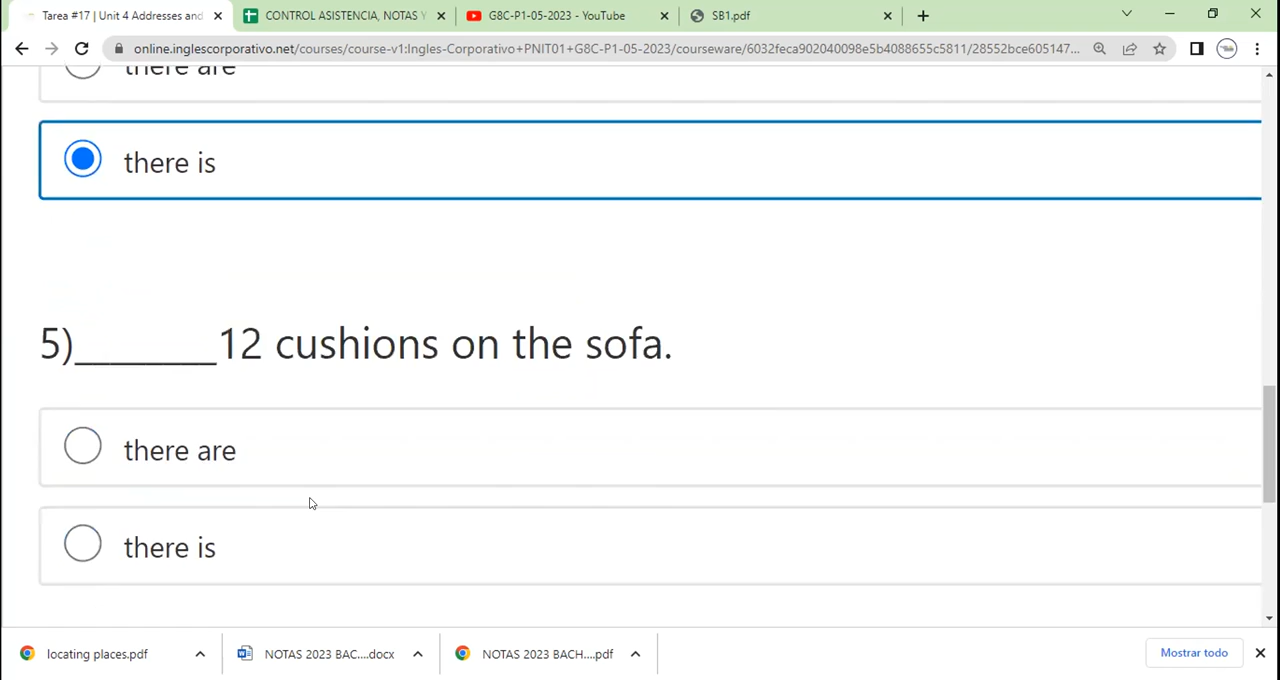 Tarea #17 | Unit 4 Addresses and
CONTROL ASISTENCIA, NOTAS Y
G8C-P1-05-2023 - YouTube
SB1.pdf
online.inglescorporativo.net/courses/course-v1:Ingles-Corporativo+PNIT01+G8C-P1-05-2023/courseware/6032feca902040098e5b4088655c5811/28552bce605147...
there are
there is
5)_______12 cushions on the sofa.
there are
there is
locating places.pdf
NOTAS 2023 BAC....docx
NOTAS 2023 BACH....pdf
Mostrar todo